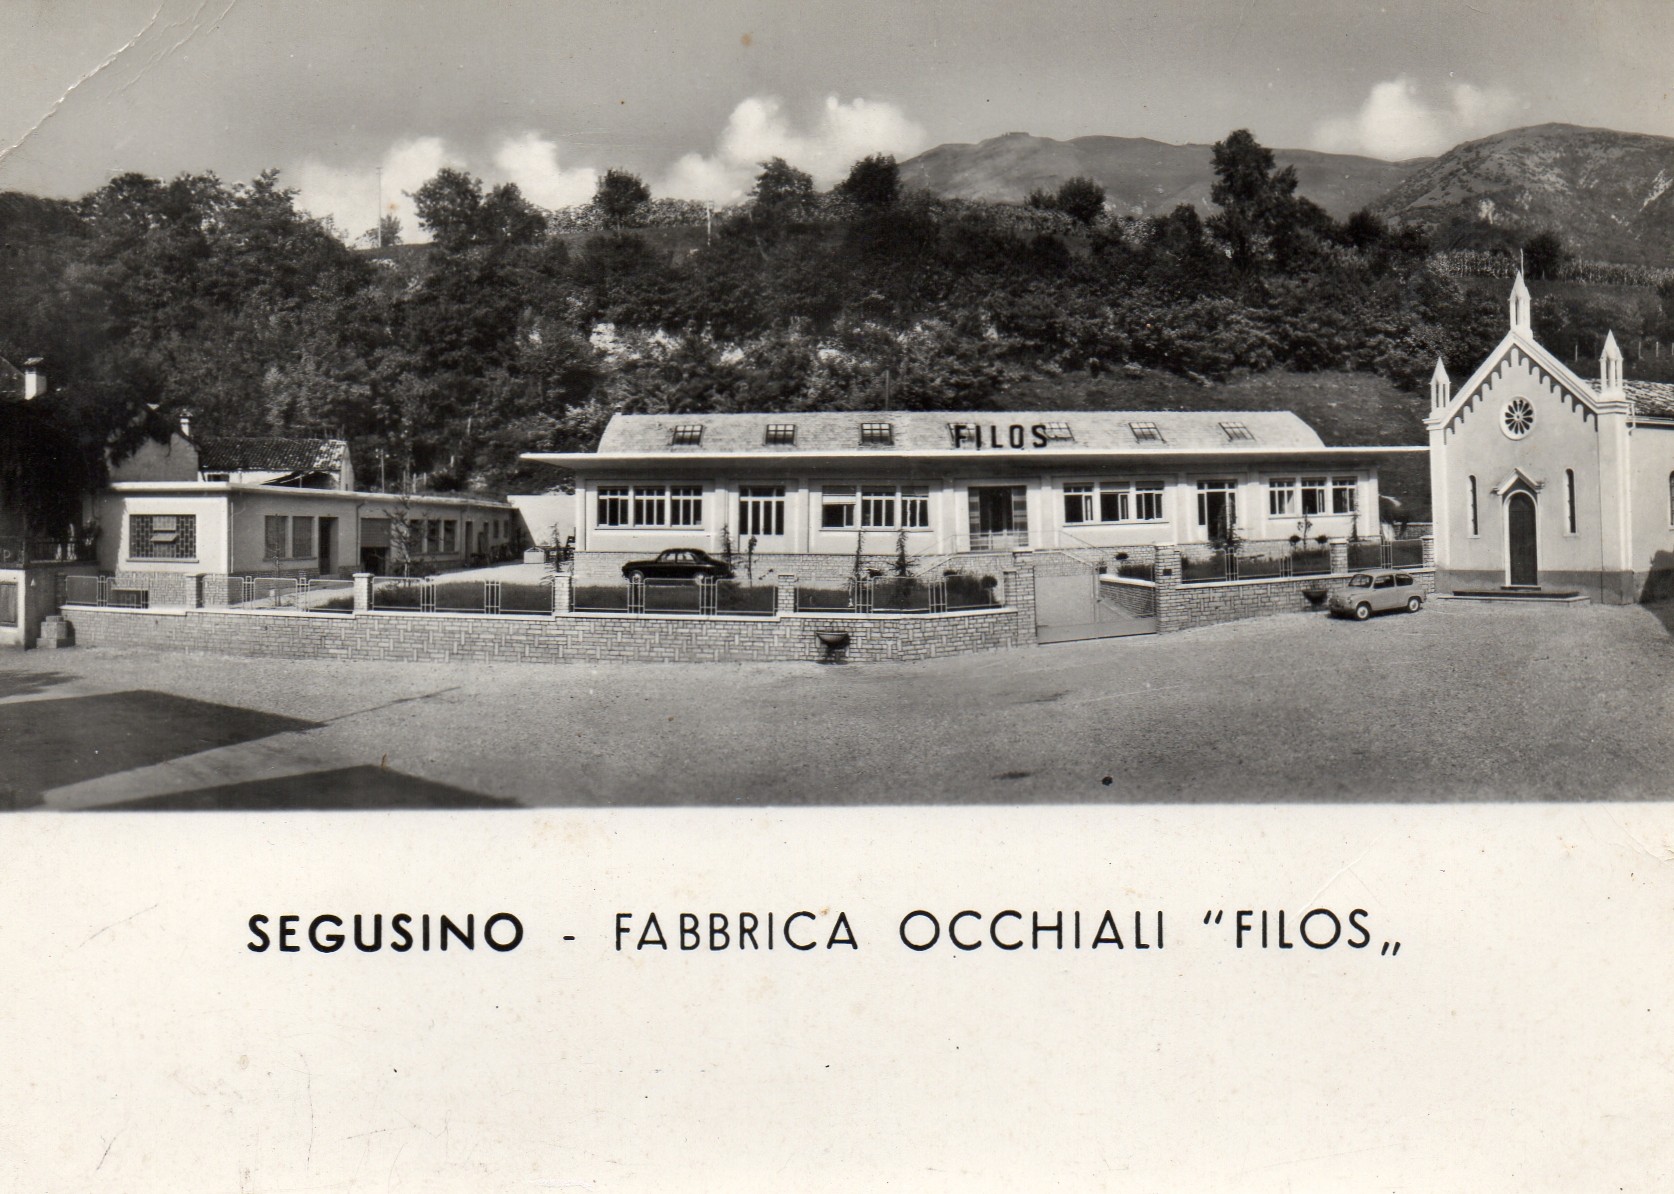 FILOS
SEGUSINO - FABBRICA OCCHIALI “FILOS„